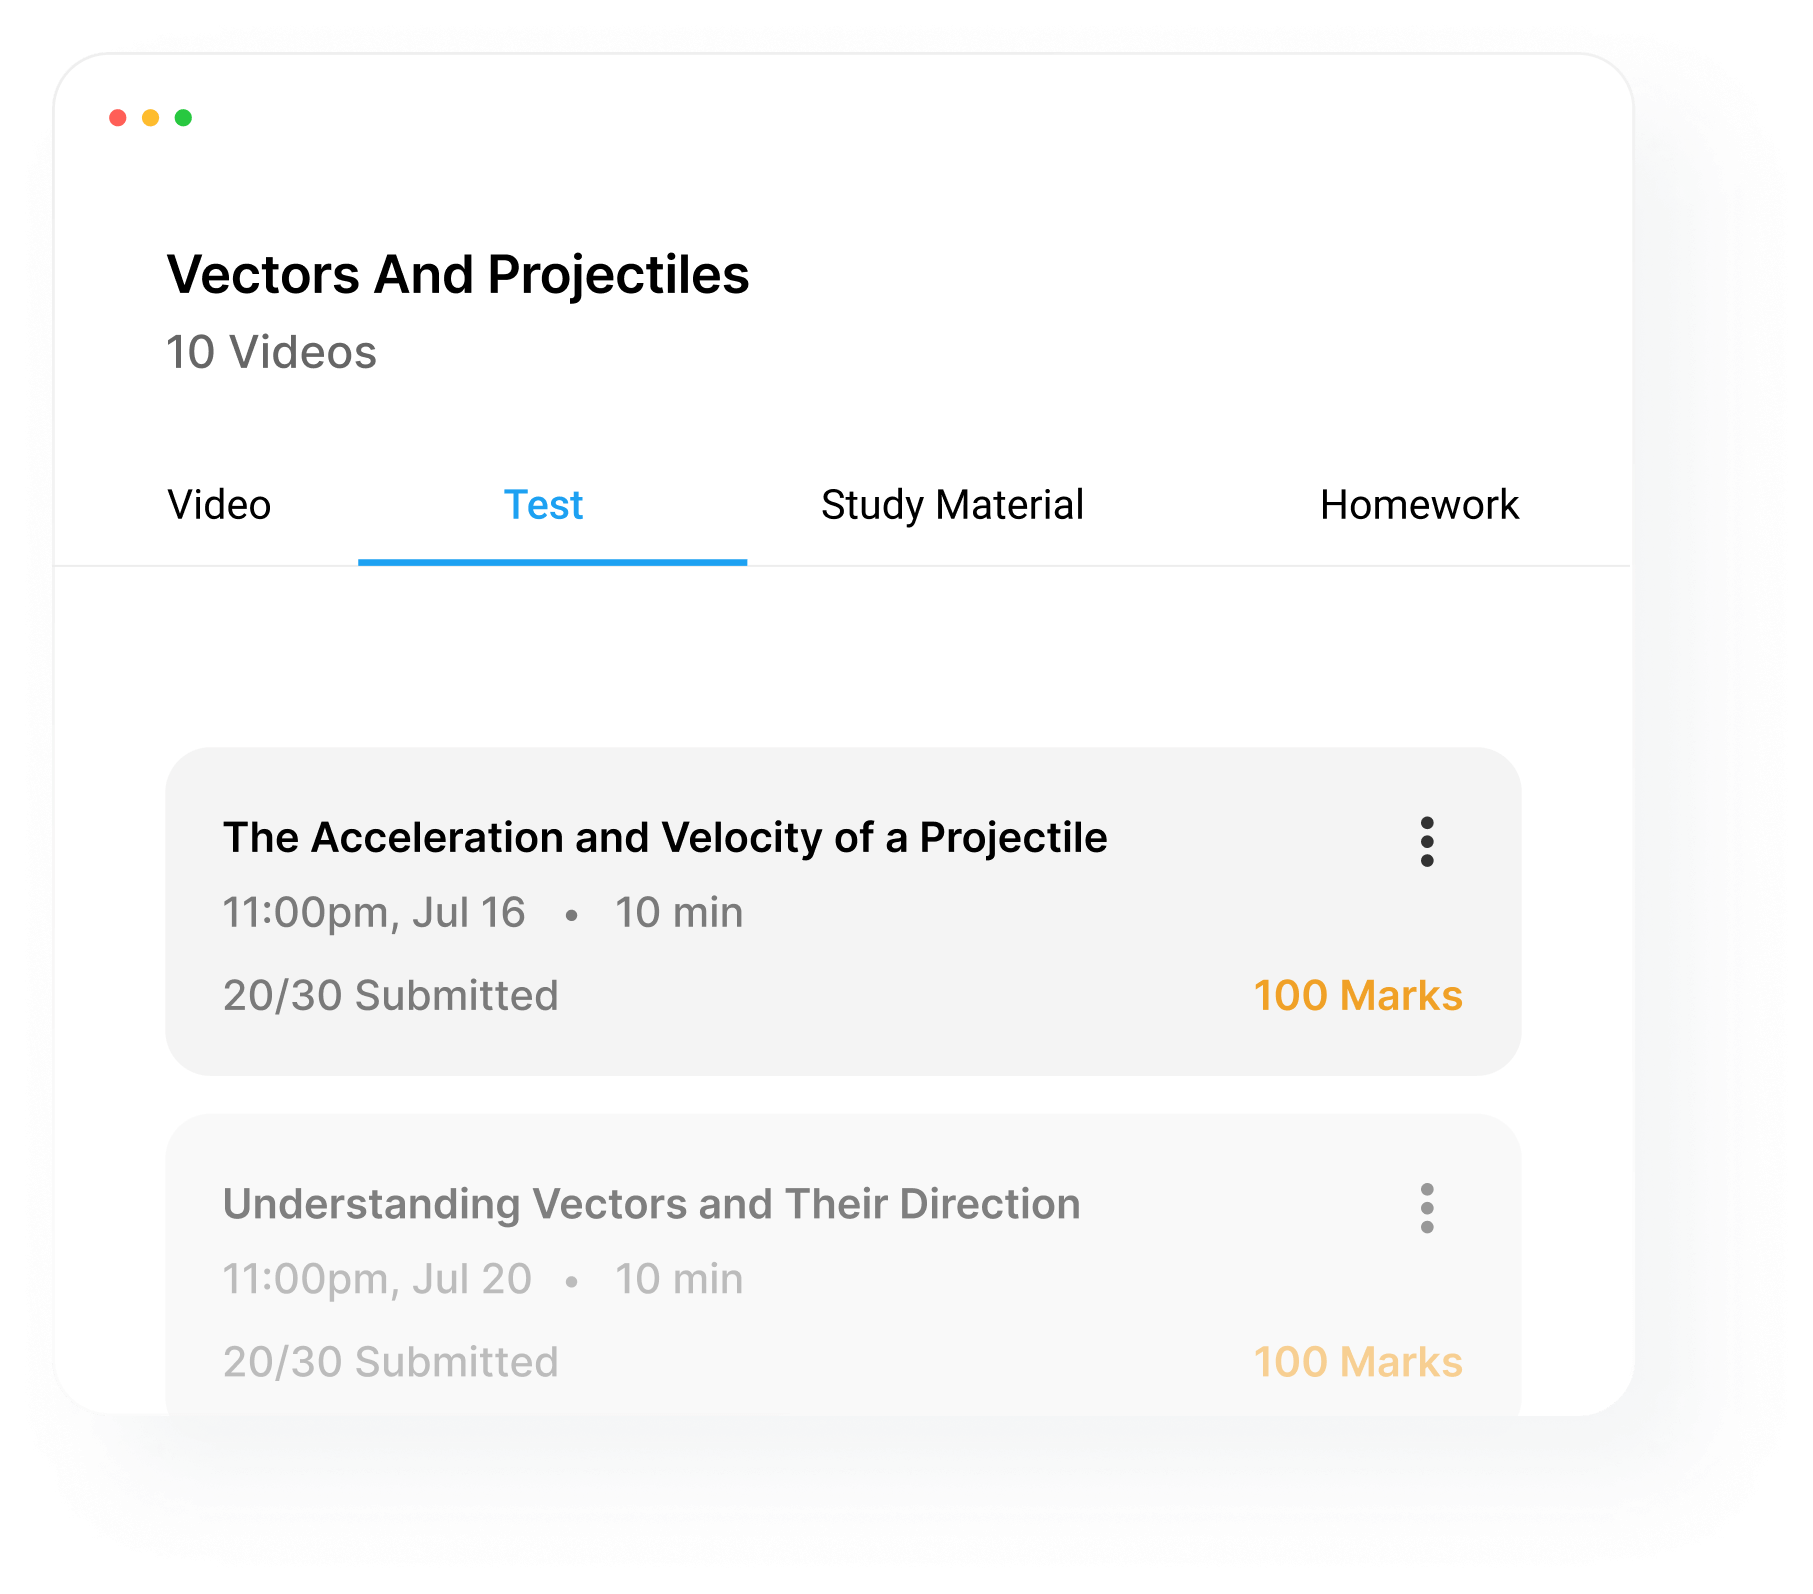 Vectors And Projectiles
10 Videos
Video Test Study Material Homework
The Acceleration and Velocity of a Projectile
11:00pm, Jul 16 • 10 min
20/30 Submitted 100 Marks
Understanding Vectors and Their Direction
11:00pm, Jul 20 • 10 min
20/30 Submitted 100 Marks